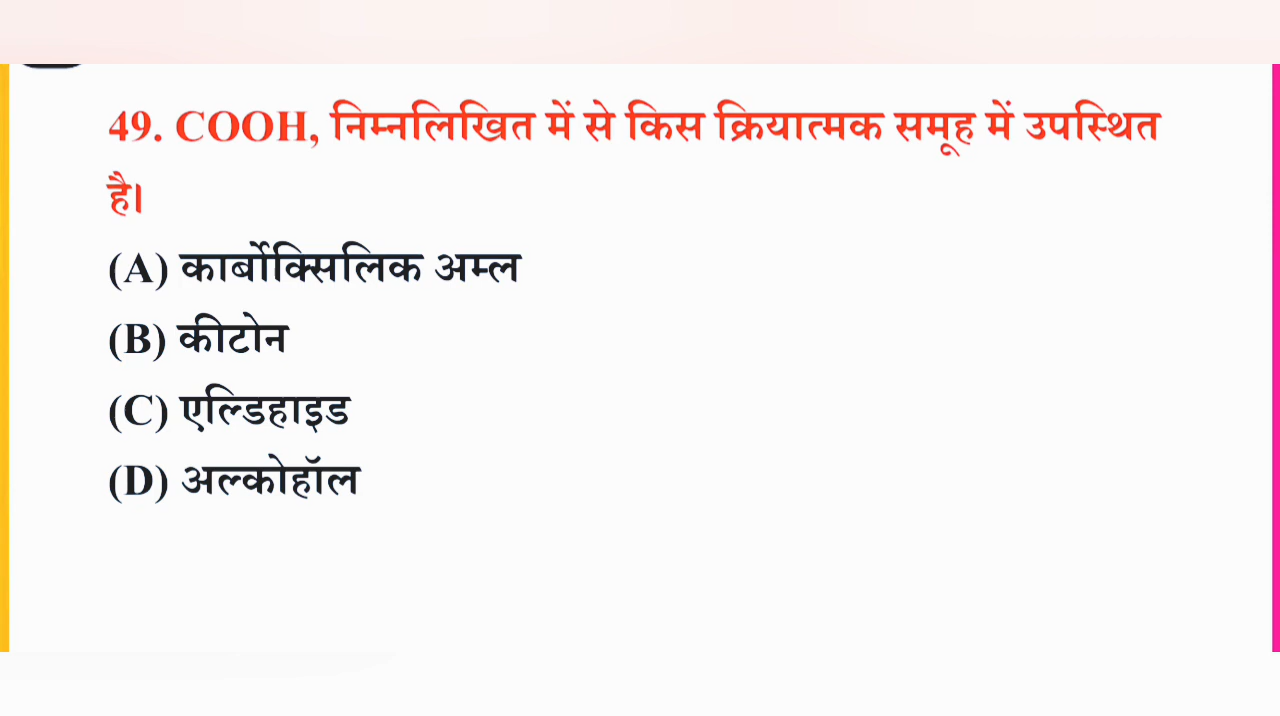 49. COOH, निम्नलिखित में से किस क्रियात्मक समूह में उपस्थित
है।
(A) कार्बोक्सिलिक अम्ल
(B) कीटोन
(C) एल्डिहाइड
(D) अल्कोहॉल